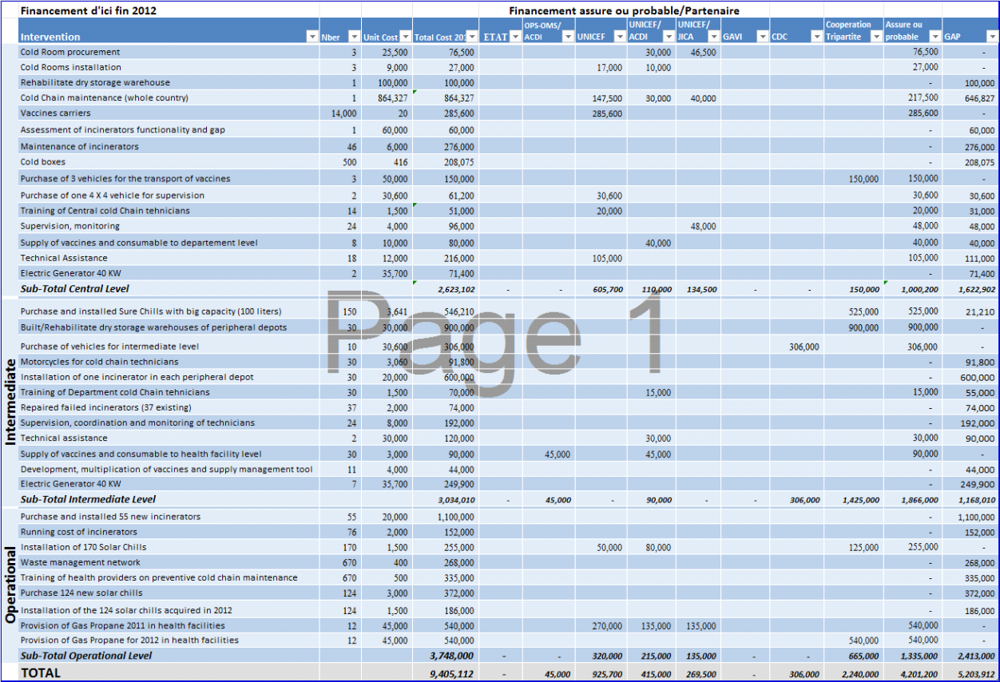 Financement d'ici fin 2012 Financement assure ou probable/Partenaire
Intervention Nber Unit Cost Total Cost 201 ETAT OPS-OMS/ACDI UNICEF UNICEF/ACDI UNICEF/JICA GAVI CDC Cooperation Tripartite Assure ou probable GAP
Cold Room procurement 3 25,500 76,500 30,000 46,500 76,500 -
Cold Rooms installation 3 9,000 27,000 17,000 10,000 27,000 -
Rehabilitate dry storage warehouse 1 100,000 100,000 - 100,000
Cold Chain maintenance (whole country) 1 864,327 864,327 147,500 30,000 40,000 217,500 646,827
Vaccines carriers 14,000 20 285,600 285,600 285,600 -
Assessment of incinerators functionality and gap 1 60,000 60,000 - 60,000
Maintenance of incinerators 46 6,000 276,000 - 276,000
Cold boxes 500 416 208,075 - 208,075
Purchase of 3 vehicles for the transport of vaccines 3 50,000 150,000 150,000 150,000 -
Purchase of one 4 X 4 vehicle for supervision 2 30,600 61,200 30,600 30,600 30,600
Training of Central cold Chain tehnicians 14 1,500 51,000 20,000 20,000 31,000
Supervision, monitoring 24 4,000 96,000 48,000 48,000 48,000
Supply of vaccines and consumable to departement level 8 10,000 80,000 40,000 40,000 40,000
Technical Assistance 18 12,000 216,000 105,000 105,000 111,000
Electric Generator 40 KW 2 35,700 71,400 - 71,400
Sub-Total Central Level 2,623,102 - - 605,700 110,000 134,500 - - 150,000 1,000,200 1,622,902
Page 1
Intermediate
Purchase and installed Sure Chills with big capacity (100 liters) 150 3,641 546,210 525,000 525,000 21,210
Built/Rehabilitate dry storage warehouses of peripheral depots 30 30,000 900,000 900,000 900,000 -
Purchase of vehicles for intermediate level 10 30,600 306,000 306,000 306,000 -
Motorcycles for cold chain technicians 30 3,060 91,800 - 91,800
Installation of one incinerator in each peripheral depot 30 20,000 600,000 - 600,000
Training of Department cold Chain tehnicians 30 1,500 70,000 15,000 15,000 55,000
Repaired failed incinerators (37 existing) 37 2,000 74,000 - 74,000
Supervision, coordination and monitoring of technicians 24 8,000 192,000 - 192,000
Technical assistance 2 30,000 120,000 30,000 30,000 90,000
Supply of vaccines and consumable to health facility level 30 3,000 90,000 45,000 45,000 90,000 -
Development, multiplication of vaccines and supply management tool 11 4,000 44,000 - 44,000
Electric Generator 40 KW 7 35,700 249,900 - 249,900
Sub-Total Intermediate Level 3,034,010 - 45,000 - 90,000 - - 306,000 1,425,000 1,866,000 1,168,010
Operational
Purchase and installed 55 new incinerators 55 20,000 1,100,000 - 1,100,000
Running cost of incinerators 76 2,000 152,000 - 152,000
Installation of 170 Solar Chills 170 1,500 255,000 50,000 80,000 125,000 255,000 -
Waste management network 670 400 268,000 - 268,000
Training of health providers on preventive cold chain maintenance 670 500 335,000 - 335,000
Purchase 124 new solar chills 124 3,000 372,000 - 372,000
Installation of the 124 solar chills acquired in 2012 124 1,500 186,000 - 186,000
Provision of Gas Propane 2011 in health facilities 12 45,000 540,000 270,000 135,000 135,000 540,000 -
Provision of Gas Propane for 2012 in health facilities 12 45,000 540,000 540,000 540,000 -
Sub-Total Operational Level 3,748,000 - - 320,000 215,000 135,000 - - 665,000 1,335,000 2,413,000
TOTAL 9,405,112 - 45,000 925,700 415,000 269,500 - 306,000 2,240,000 4,201,200 5,203,912